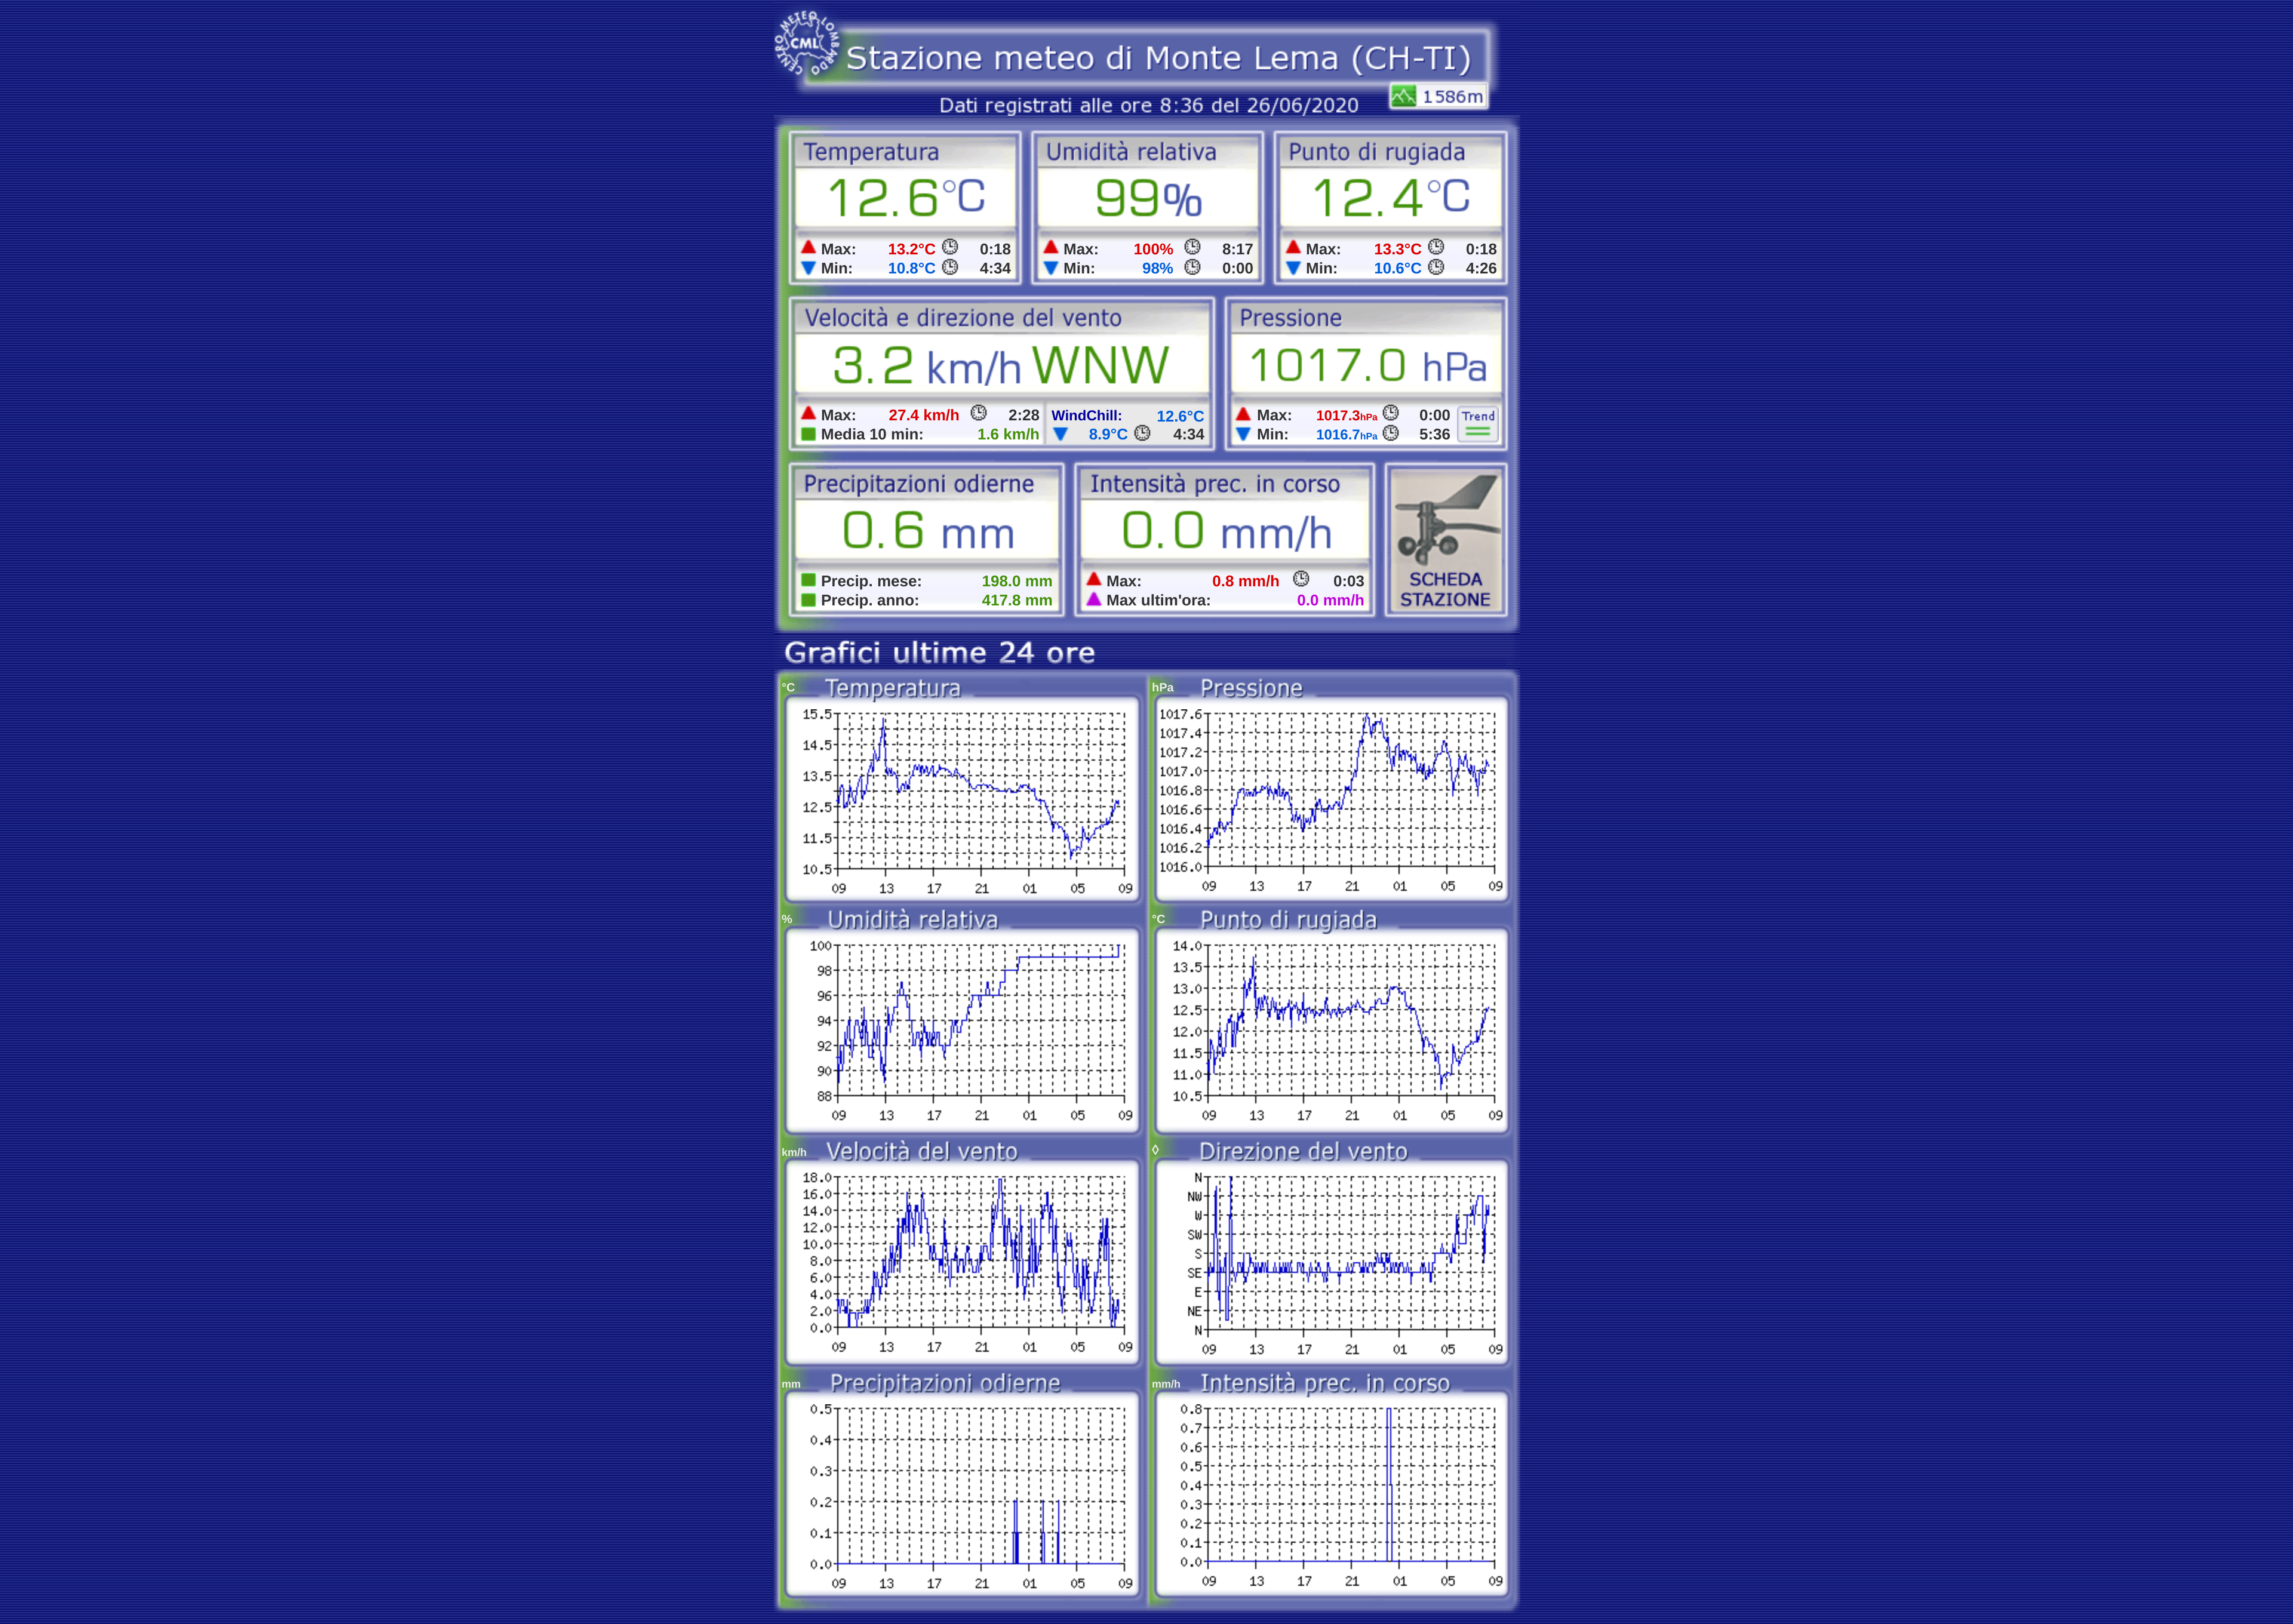 CENTRO METEO LOMBARDO
CML
Stazione meteo di Monte Lema (CH-TI)
1586m
Dati registrati alle ore 8:36 del 26/06/2020
Temperatura
12.6°C
Max: 13.2°C 0:18
Min: 10.8°C 4:34
Umidità relativa
99%
Max: 100% 8:17
Min: 98% 0:00
Punto di rugiada
12.4°C
Max: 13.3°C 0:18
Min: 10.6°C 4:26
Velocità e direzione del vento
3.2 km/h WNW
Max: 27.4 km/h 2:28
Media 10 min: 1.6 km/h
WindChill: 12.6°C
8.9°C 4:34
Pressione
1017.0 hPa
Max: 1017.3hPa 0:00
Min: 1016.7hPa 5:36
Trend
Precipitazioni odierne
0.6 mm
Precip. mese: 198.0 mm
Precip. anno: 417.8 mm
Intensità prec. in corso
0.0 mm/h
Max: 0.8 mm/h 0:03
Max ultim'ora: 0.0 mm/h
SCHEDA
STAZIONE
Grafici ultime 24 ore
°C Temperatura
15.5
14.5
13.5
12.5
11.5
10.5
09 13 17 21 01 05 09
hPa Pressione
1017.6
1017.4
1017.2
1017.0
1016.8
1016.6
1016.4
1016.2
1016.0
09 13 17 21 01 05 09
% Umidità relativa
100
98
96
94
92
90
88
09 13 17 21 01 05 09
°C Punto di rugiada
14.0
13.5
13.0
12.5
12.0
11.5
11.0
10.5
09 13 17 21 01 05 09
km/h Velocità del vento
18.0
16.0
14.0
12.0
10.0
8.0
6.0
4.0
2.0
0.0
09 13 17 21 01 05 09
◊ Direzione del vento
N
NW
W
SW
S
SE
E
NE
N
09 13 17 21 01 05 09
mm Precipitazioni odierne
0.5
0.4
0.3
0.2
0.1
0.0
09 13 17 21 01 05 09
mm/h Intensità prec. in corso
0.8
0.7
0.6
0.5
0.4
0.3
0.2
0.1
0.0
09 13 17 21 01 05 09